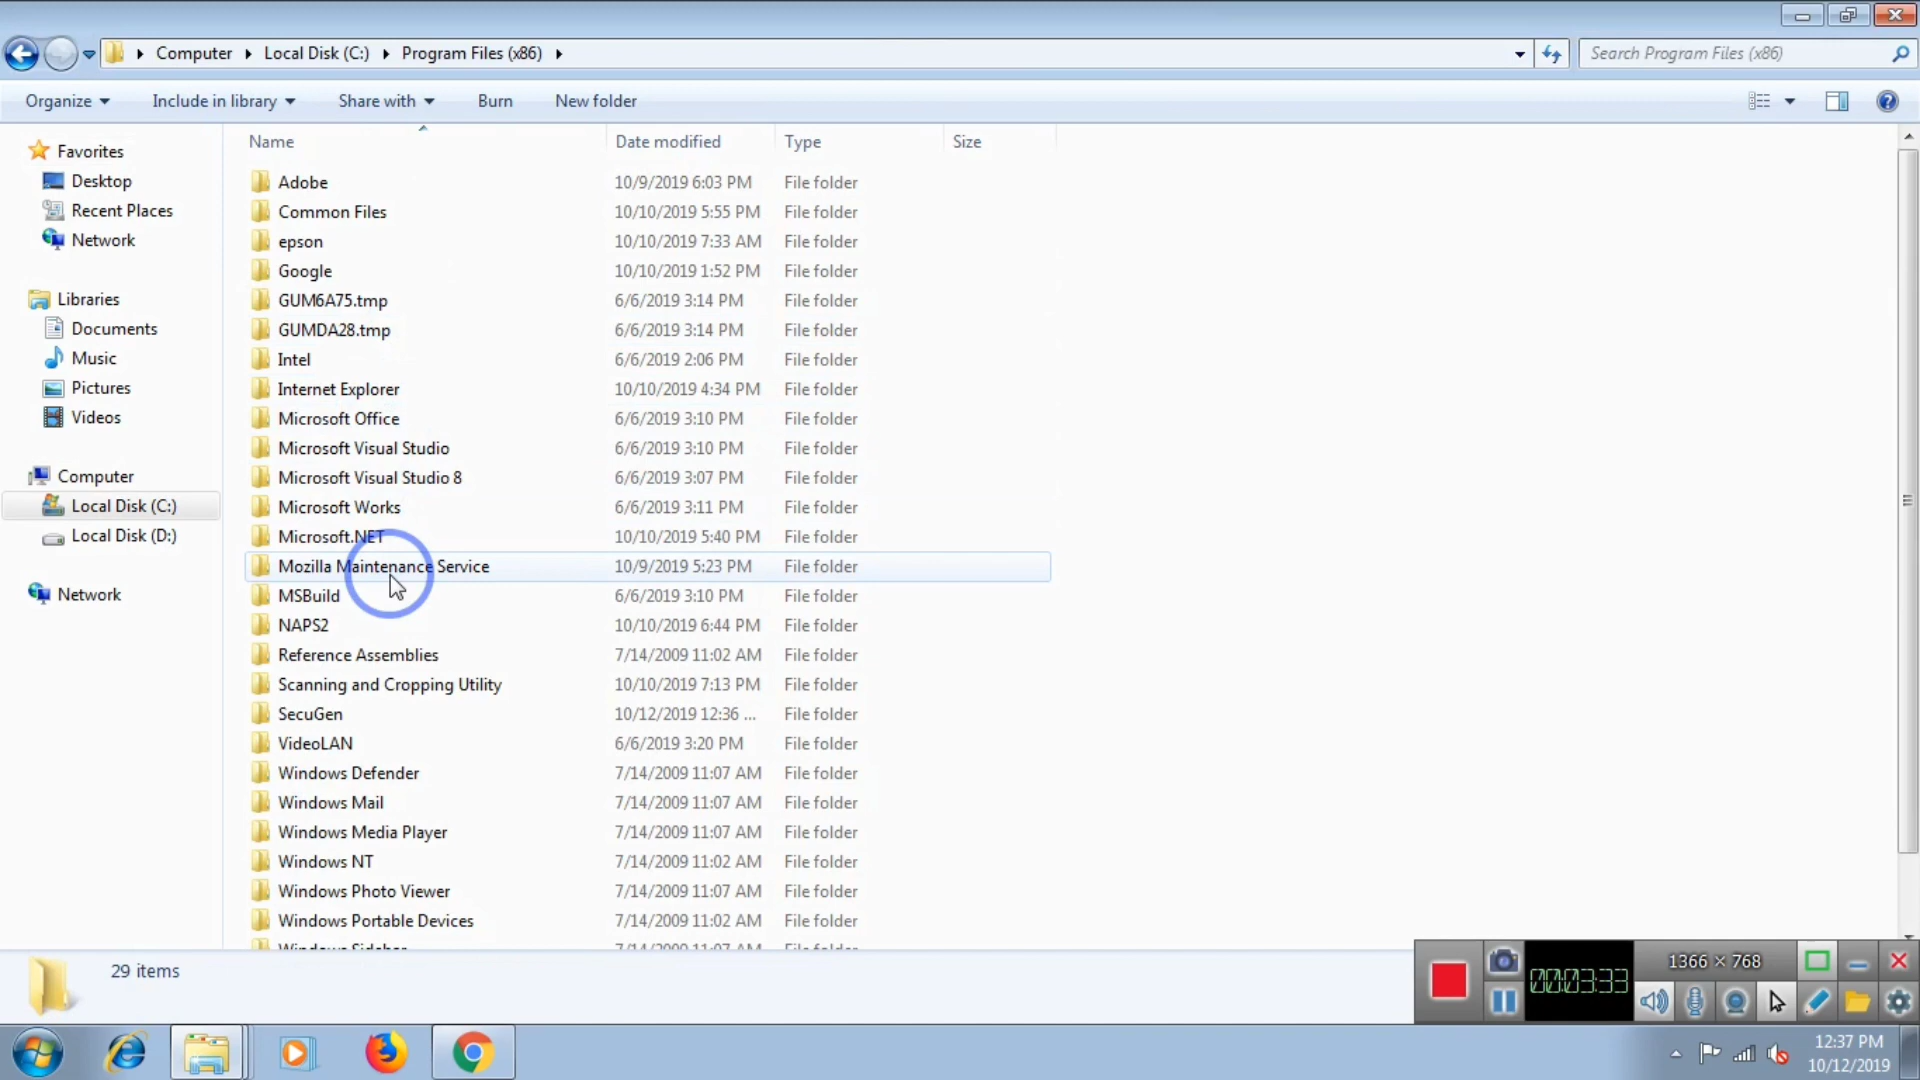 Computer Local Disk (C:) Program Files (x86)
Search Program Files (x86)
Organize Include in library Share with Burn New folder
Name Date modified Type Size
Favorites
Desktop
Recent Places
Network
Libraries
Documents
Music
Pictures
Videos
Computer
Local Disk (C:)
Local Disk (D:)
Network
Adobe 10/9/2019 6:03 PM File folder
Common Files 10/10/2019 5:55 PM File folder
epson 10/10/2019 7:33 AM File folder
Google 10/10/2019 1:52 PM File folder
GUM6A75.tmp 6/6/2019 3:14 PM File folder
GUMDA28.tmp 6/6/2019 3:14 PM File folder
Intel 6/6/2019 2:06 PM File folder
Internet Explorer 10/10/2019 4:34 PM File folder
Microsoft Office 6/6/2019 3:10 PM File folder
Microsoft Visual Studio 6/6/2019 3:10 PM File folder
Microsoft Visual Studio 8 6/6/2019 3:07 PM File folder
Microsoft Works 6/6/2019 3:11 PM File folder
Microsoft.NET 10/10/2019 5:40 PM File folder
Mozilla Maintenance Service 10/9/2019 5:23 PM File folder
MSBuild 6/6/2019 3:10 PM File folder
NAPS2 10/10/2019 6:44 PM File folder
Reference Assemblies 7/14/2009 11:02 AM File folder
Scanning and Cropping Utility 10/10/2019 7:13 PM File folder
SecuGen 10/12/2019 12:36 ... File folder
VideoLAN 6/6/2019 3:20 PM File folder
Windows Defender 7/14/2009 11:07 AM File folder
Windows Mail 7/14/2009 11:07 AM File folder
Windows Media Player 7/14/2009 11:07 AM File folder
Windows NT 7/14/2009 11:02 AM File folder
Windows Photo Viewer 7/14/2009 11:07 AM File folder
Windows Portable Devices 7/14/2009 11:02 AM File folder
Windows Sidebar 7/14/2009 11:07 AM File folder
29 items
00:03:33
1366 × 768
12:37 PM
10/12/2019